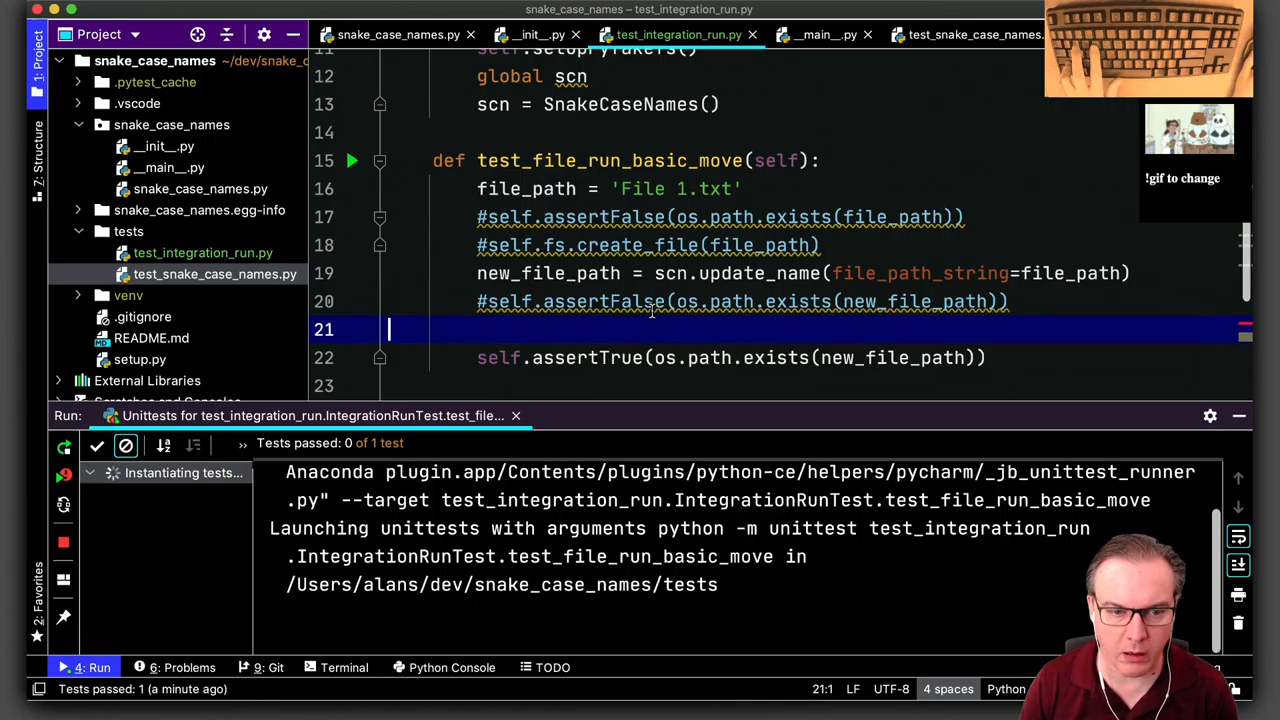 snake_case_names – test_integration_run.py
Project
snake_case_names.py
__init__.py
test_integration_run.py
__main__.py
test_snake_case_names.
1: Project
7: Structure
2: Favorites
snake_case_names ~/dev/snake_c
.pytest_cache
.vscode
snake_case_names
__init__.py
__main__.py
snake_case_names.py
snake_case_names.egg-info
tests
test_integration_run.py
test_snake_case_names.py
venv
.gitignore
README.md
setup.py
External Libraries
12 global scn
13 scn = SnakeCaseNames()
14
15 def test_file_run_basic_move(self):
16 file_path = 'File 1.txt'
17 #self.assertFalse(os.path.exists(file_path))
18 #self.fs.create_file(file_path)
19 new_file_path = scn.update_name(file_path_string=file_path)
20 #self.assertFalse(os.path.exists(new_file_path))
21
22 self.assertTrue(os.path.exists(new_file_path))
23
!gif to change
Run: Unittests for test_integration_run.IntegrationRunTest.test_file...
Tests passed: 0 of 1 test
Instantiating tests...
Anaconda plugin.app/Contents/plugins/python-ce/helpers/pycharm/_jb_unittest_runner
.py" --target test_integration_run.IntegrationRunTest.test_file_run_basic_move
Launching unittests with arguments python -m unittest test_integration_run
.IntegrationRunTest.test_file_run_basic_move in
/Users/alans/dev/snake_case_names/tests
4: Run 6: Problems 9: Git Terminal Python Console TODO
Tests passed: 1 (a minute ago) 21:1 LF UTF-8 4 spaces Python